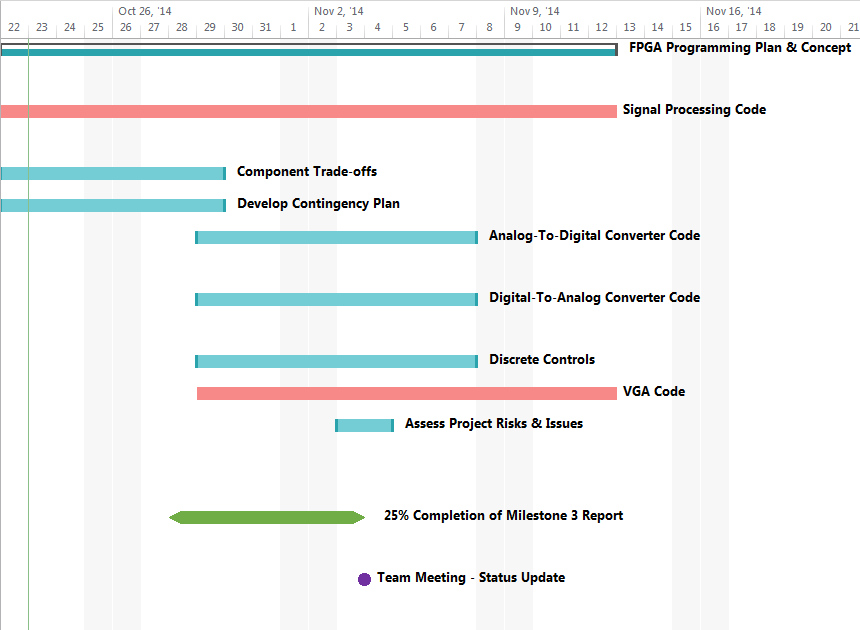 Oct 26, '14 Nov 2, '14 Nov 9, '14 Nov 16, '14
22 23 24 25 26 27 28 29 30 31 1 2 3 4 5 6 7 8 9 10 11 12 13 14 15 16 17 18 19 20 21
FPGA Programming Plan & Concept
Signal Processing Code
Component Trade-offs
Develop Contingency Plan
Analog-To-Digital Converter Code
Digital-To-Analog Converter Code
Discrete Controls
VGA Code
Assess Project Risks & Issues
25% Completion of Milestone 3 Report
Team Meeting - Status Update